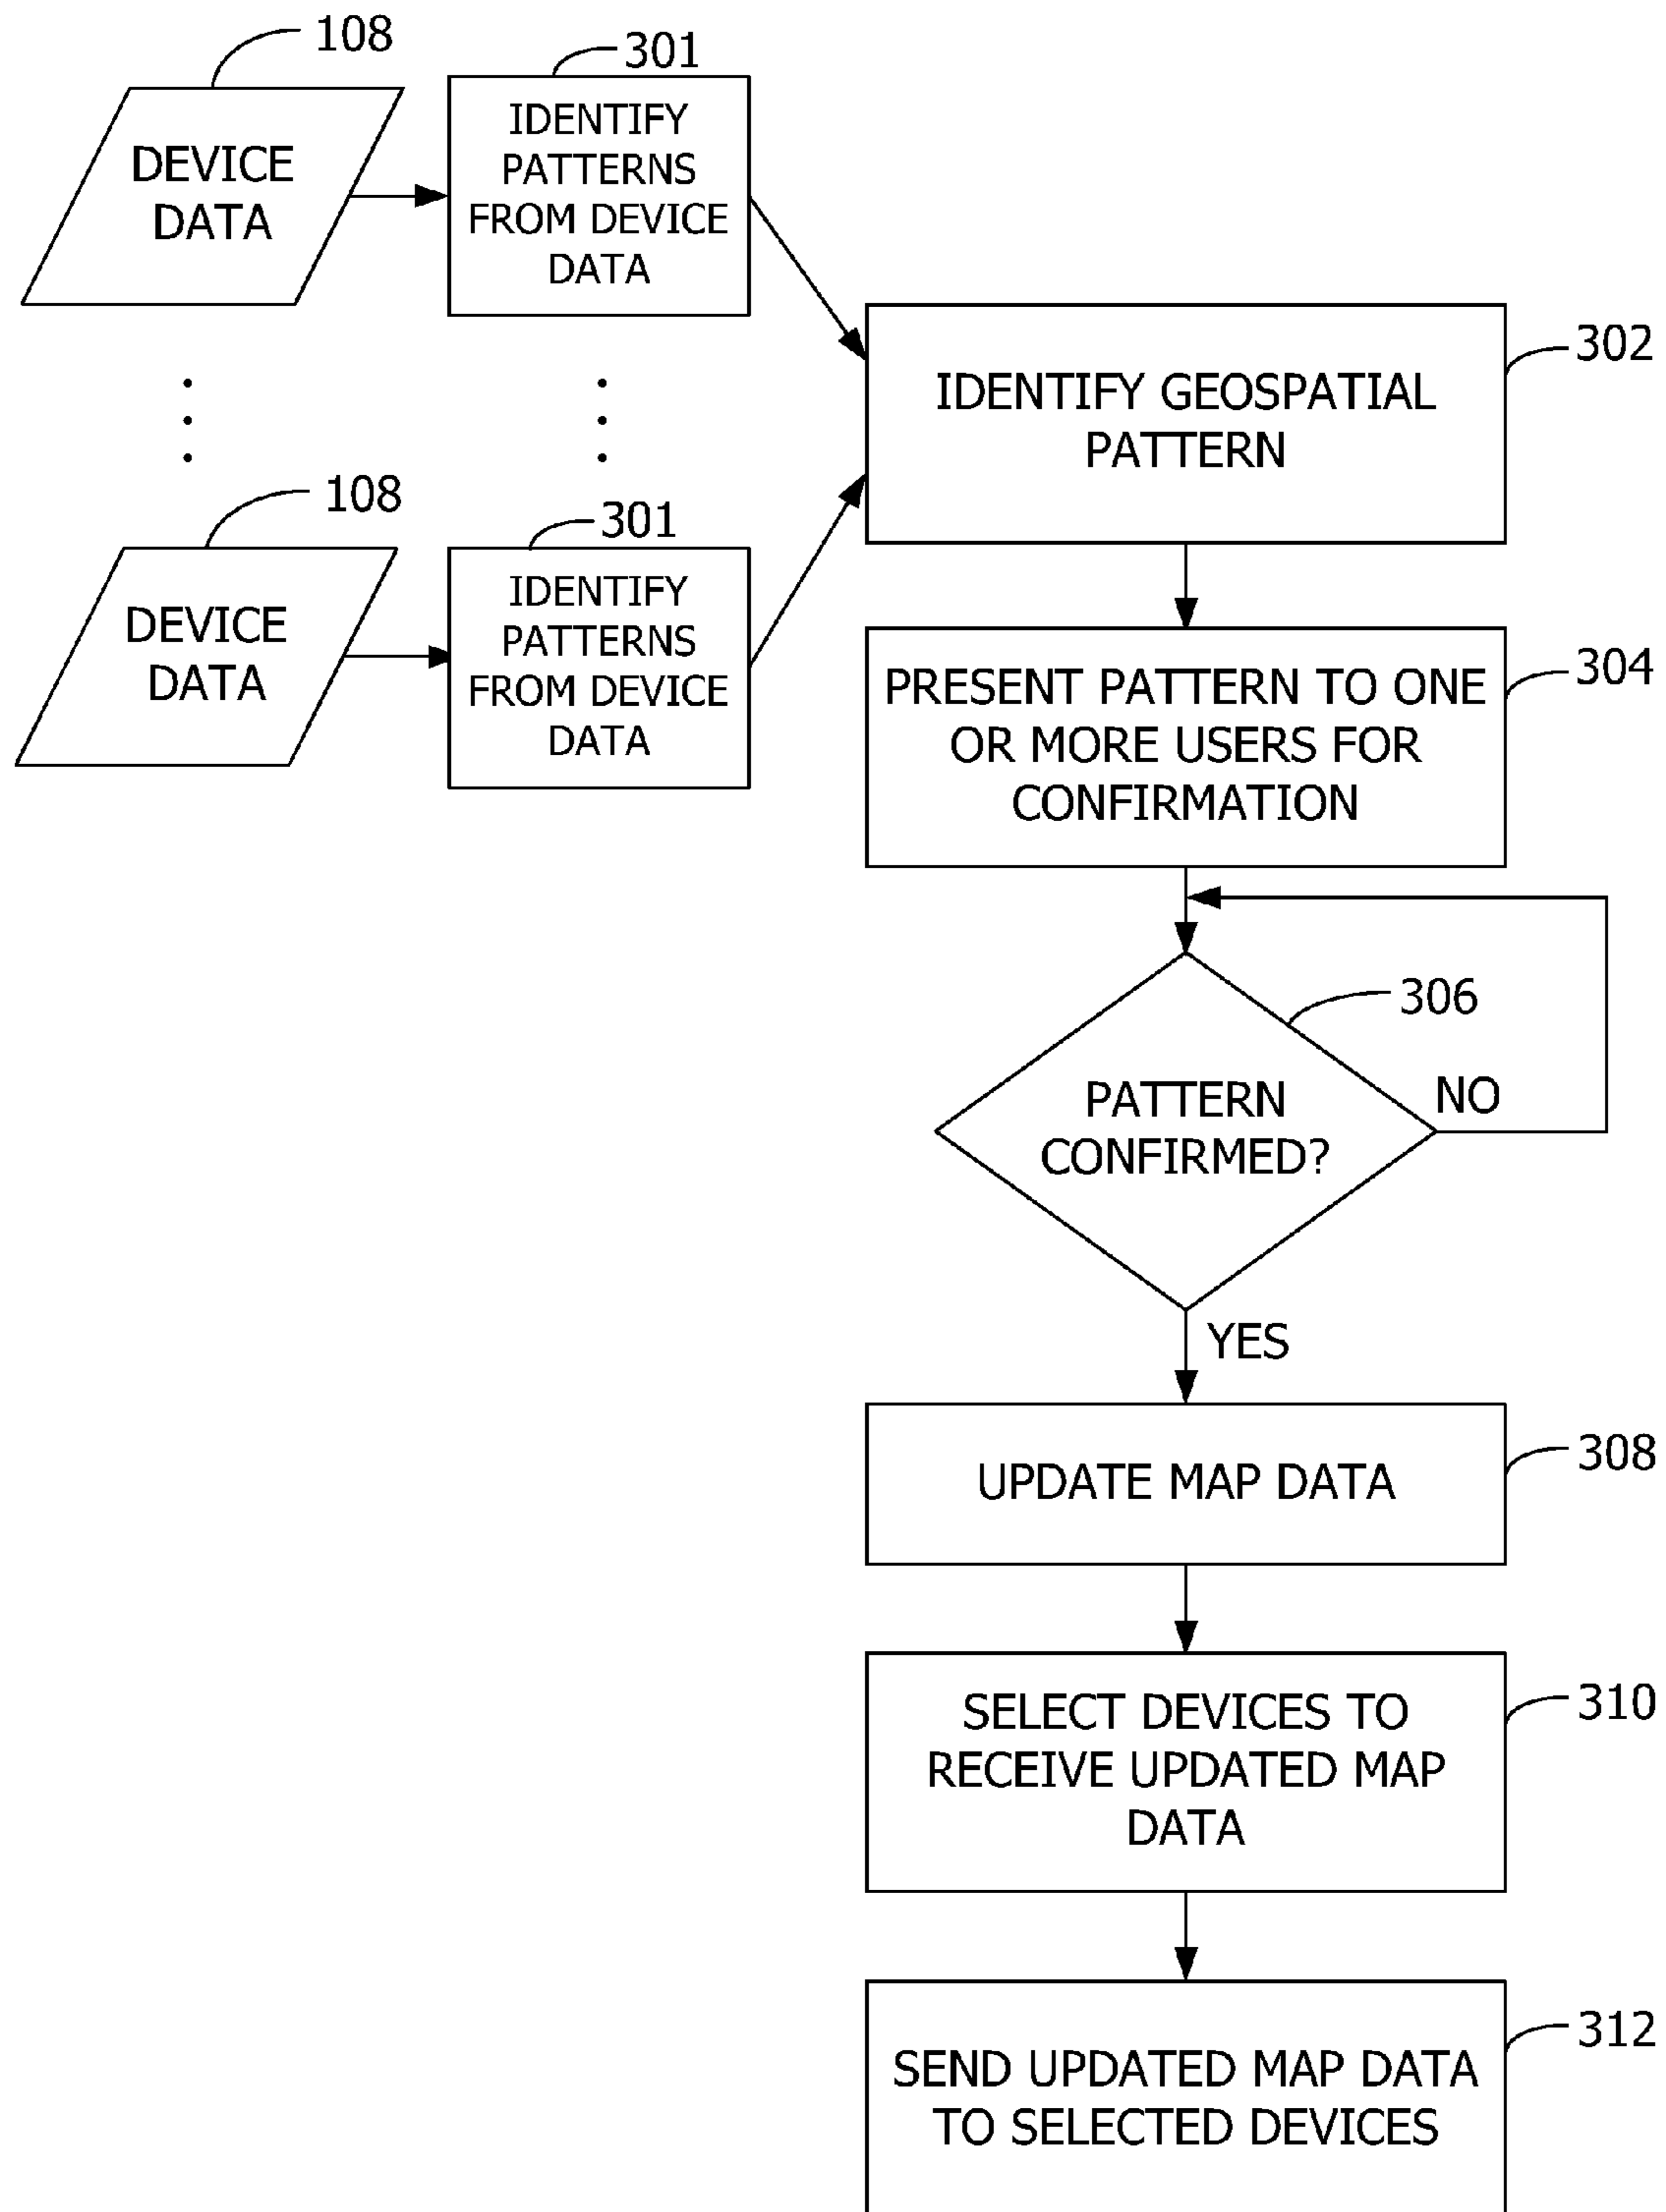 108
301
DEVICE
DATA
IDENTIFY
PATTERNS
FROM DEVICE
DATA
302
IDENTIFY GEOSPATIAL
PATTERN
108
301
DEVICE
DATA
IDENTIFY
PATTERNS
FROM DEVICE
DATA
304
PRESENT PATTERN TO ONE
OR MORE USERS FOR
CONFIRMATION
306
PATTERN
CONFIRMED?
NO
YES
308
UPDATE MAP DATA
310
SELECT DEVICES TO
RECEIVE UPDATED MAP
DATA
312
SEND UPDATED MAP DATA
TO SELECTED DEVICES